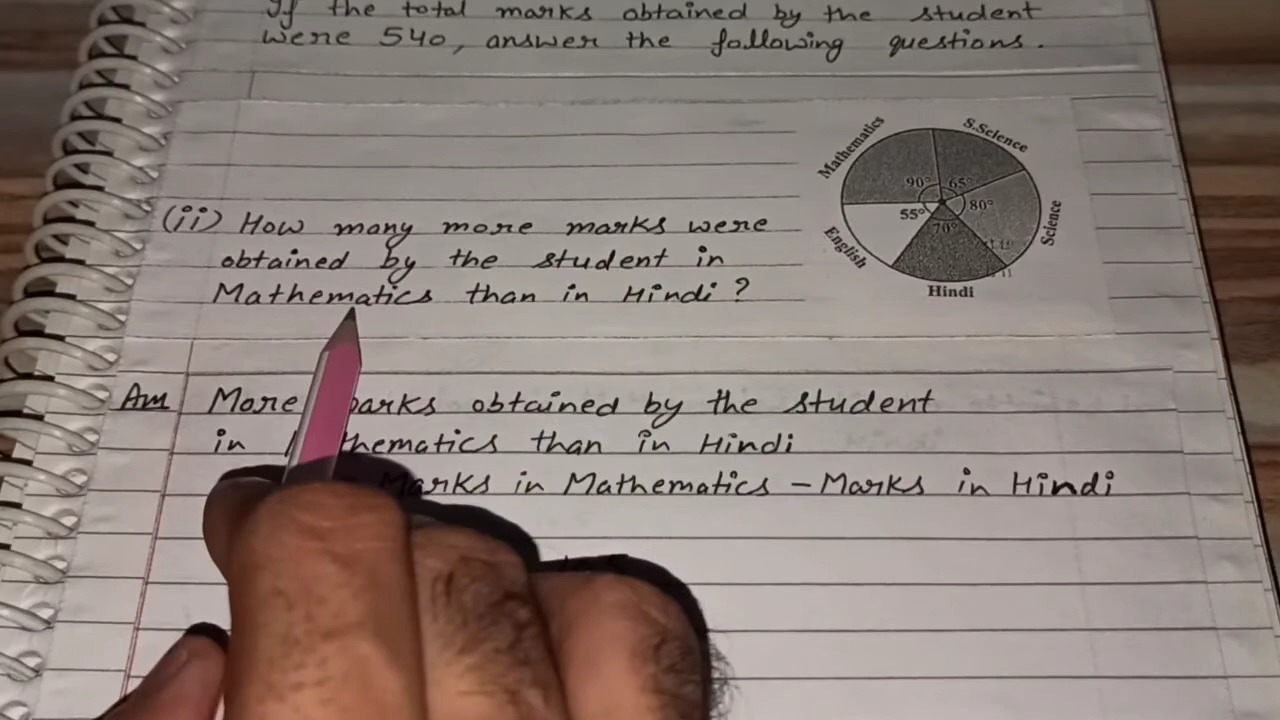 If the total marks obtained by the student
were 540, answer the following questions.
Mathematics
S.Science
90°
65°
80°
55°
70°
Science
English
Hindi
(ii) How many more marks were
obtained by the student in
Mathematics than in Hindi?
Ans More marks obtained by the student
in Mathematics than in Hindi
= Marks in Mathematics - Marks in Hindi